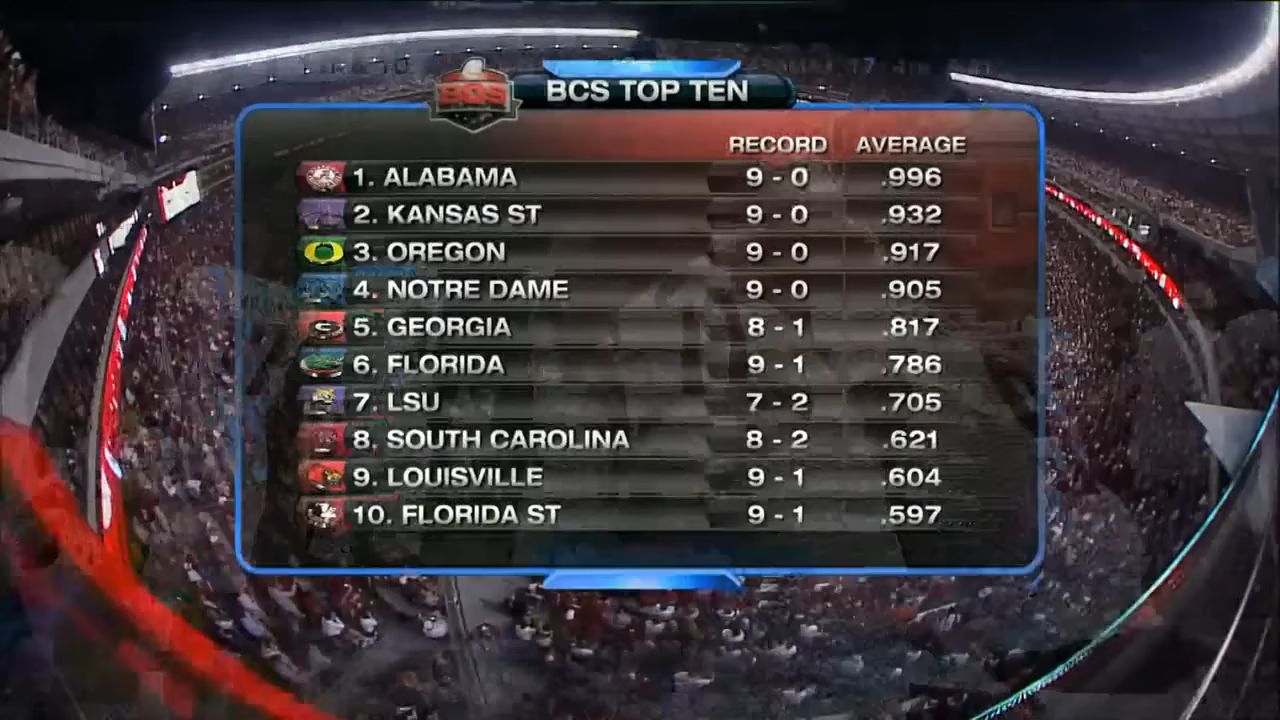 BCS
BCS TOP TEN
RECORD AVERAGE
1. ALABAMA 9 - 0 .996
2. KANSAS ST 9 - 0 .932
3. OREGON 9 - 0 .917
4. NOTRE DAME 9 - 0 .905
5. GEORGIA 8 - 1 .817
6. FLORIDA 9 - 1 .786
7. LSU 7 - 2 .705
8. SOUTH CAROLINA 8 - 2 .621
9. LOUISVILLE 9 - 1 .604
10. FLORIDA ST 9 - 1 .597